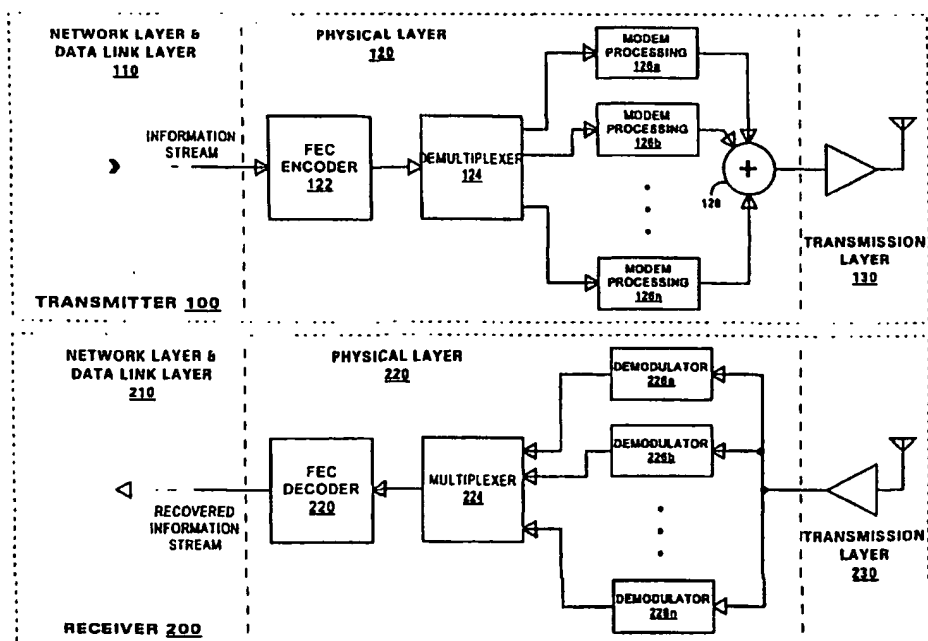 NETWORK LAYER &
DATA LINK LAYER
110
PHYSICAL LAYER
120
INFORMATION
STREAM
FEC
ENCODER
122
DEMULTIPLEXER
124
MODEM
PROCESSING
126a
MODEM
PROCESSING
126b
MODEM
PROCESSING
126n
+
128
TRANSMISSION
LAYER
130
TRANSMITTER 100
NETWORK LAYER &
DATA LINK LAYER
210
PHYSICAL LAYER
220
RECOVERED
INFORMATION
STREAM
FEC
DECODER
220
MULTIPLEXER
224
DEMODULATOR
226a
DEMODULATOR
226b
DEMODULATOR
226n
TRANSMISSION
LAYER
230
RECEIVER 200